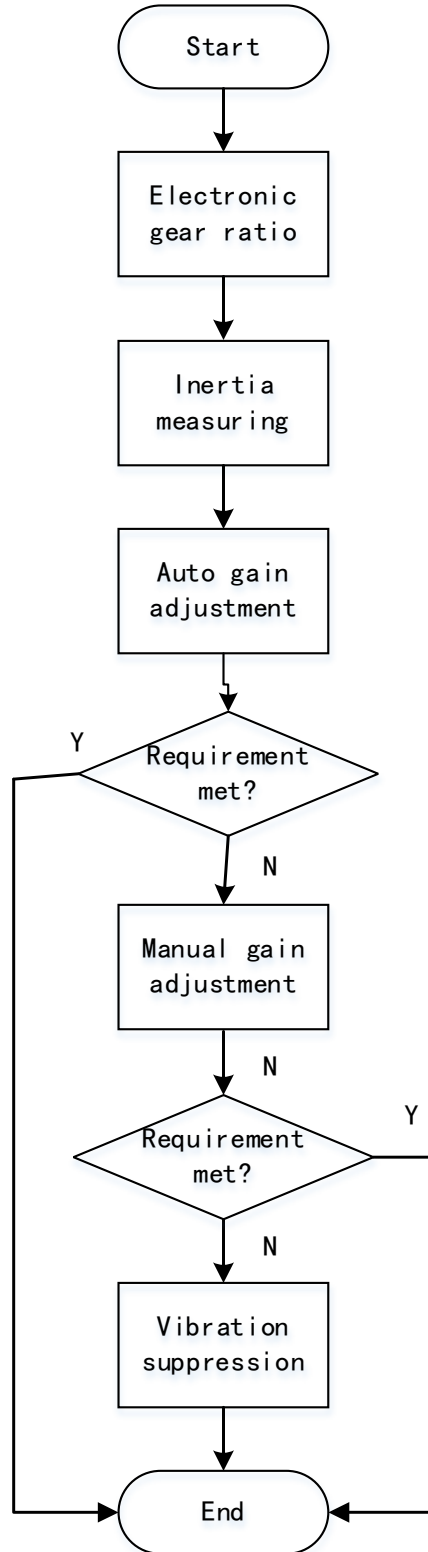 Start
Electronic
gear ratio
Inertia
measuring
Auto gain
adjustment
Y
Requirement
met?
N
Manual gain
adjustment
N
Y
Requirement
met?
N
Vibration
suppression
End